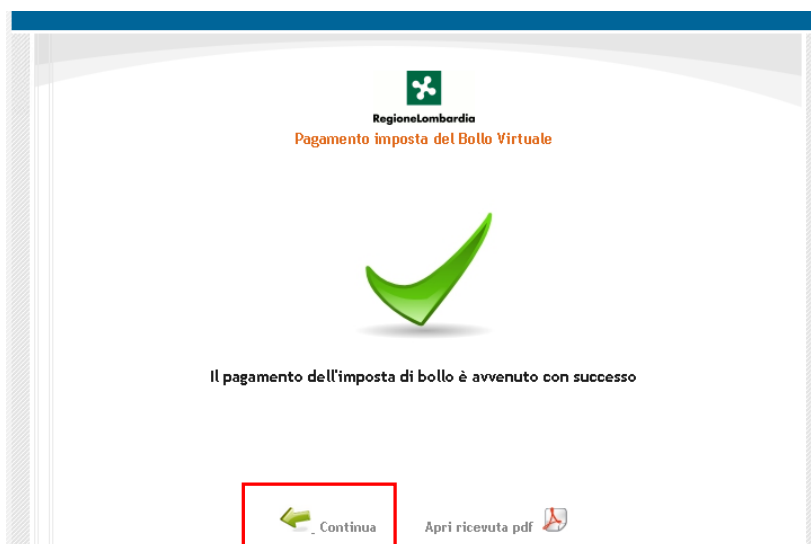 RegioneLombardia
Pagamento imposta del Bollo Virtuale
Il pagamento dell'imposta di bollo è avvenuto con successo
Continua Apri ricevuta pdf